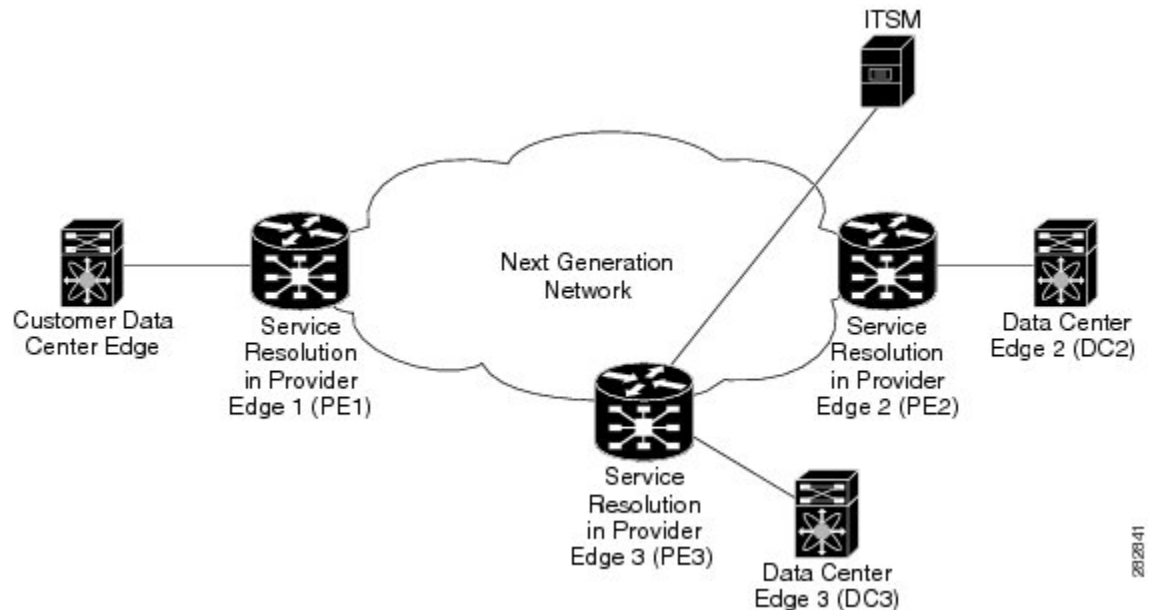 ITSM
Next Generation
Network
Customer Data
Center Edge
Service
Resolution
in Provider
Edge 1 (PE1)
Service
Resolution
in Provider
Edge 2 (PE2)
Data Center
Edge 2 (DC2)
Service
Resolution
in Provider
Edge 3 (PE3)
Data Center
Edge 3 (DC3)
282841